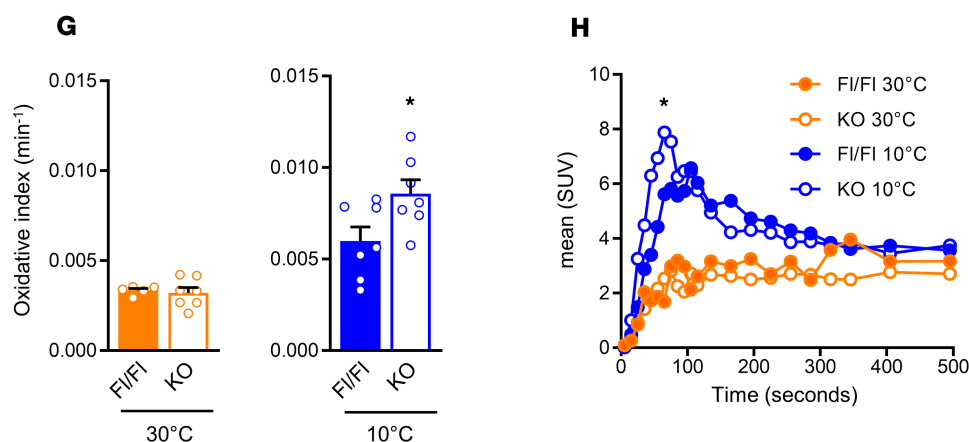 G
Oxidative index (min-1)
0.015
0.010
0.005
0.000
Fl/Fl
KO
30°C
0.015
0.010
0.005
0.000
*
Fl/Fl
KO
10°C
H
mean (SUV)
10
8
6
4
2
0
*
Fl/Fl 30°C
KO 30°C
Fl/Fl 10°C
KO 10°C
0 100 200 300 400 500
Time (seconds)